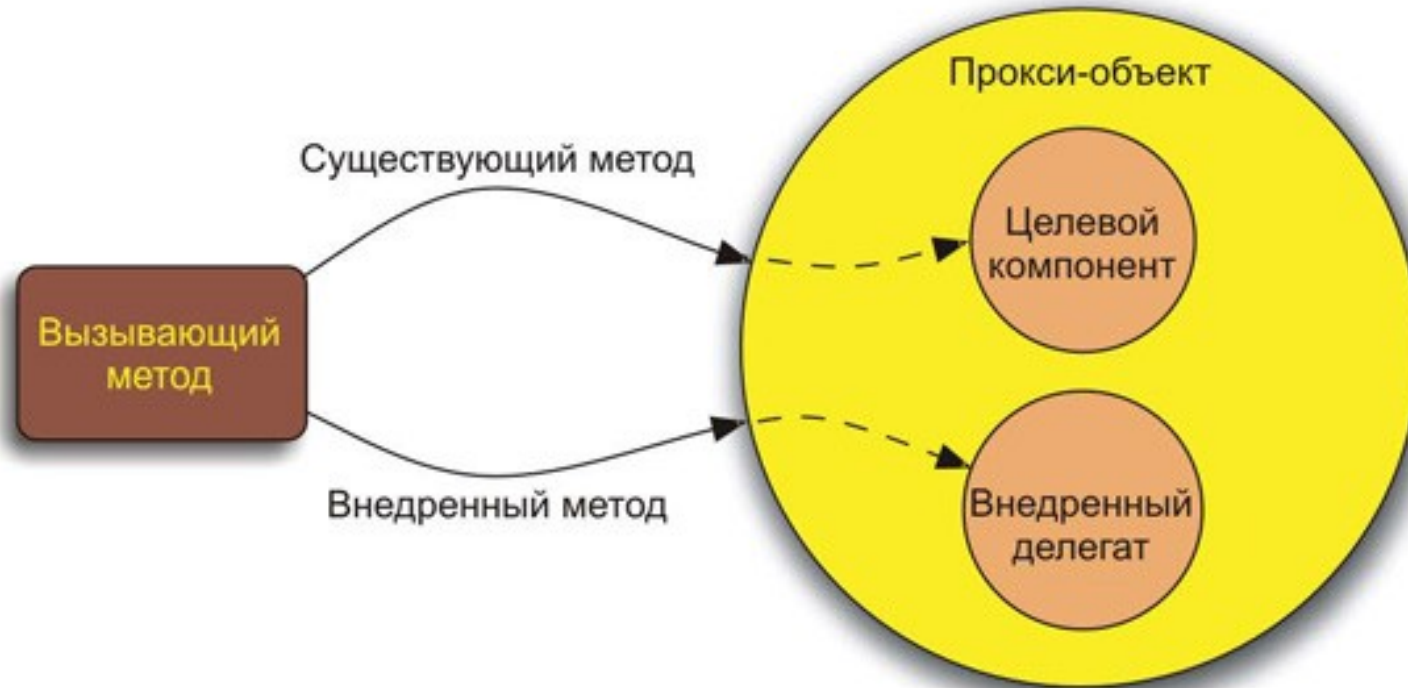 Прокси-объект
Существующий метод
Целевой
компонент
Вызывающий
метод
Внедренный метод
Внедренный
делегат